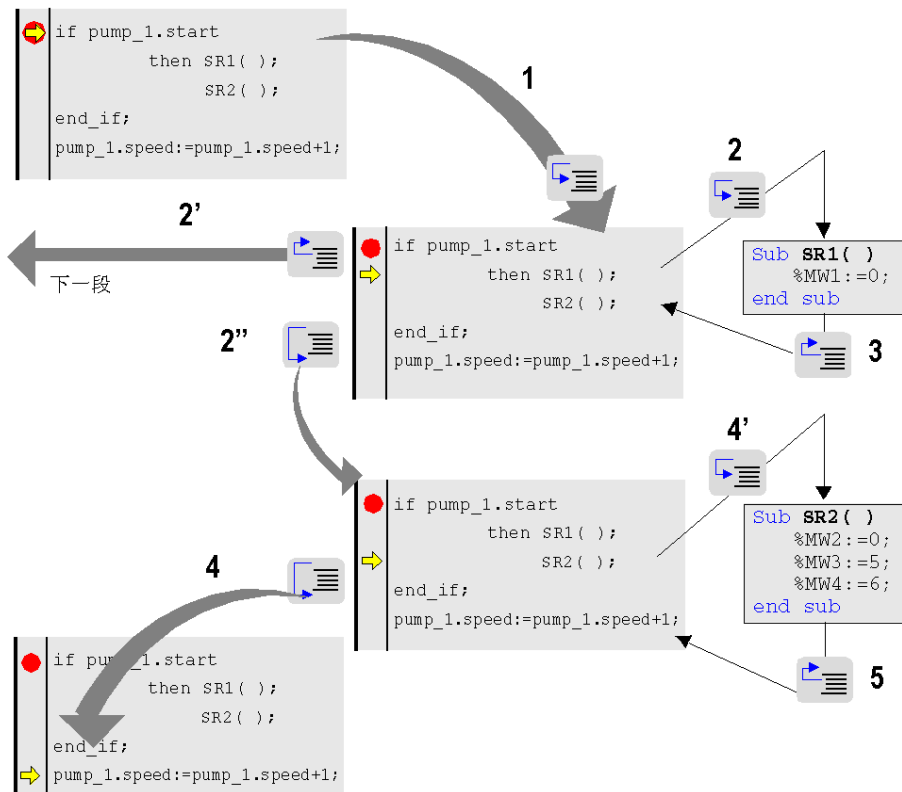 if pump_1.start
then SR1( );
SR2( );
end_if;
pump_1.speed:=pump_1.speed+1;
1
2
2'
下一段
if pump_1.start
then SR1( );
SR2( );
end_if;
pump_1.speed:=pump_1.speed+1;
Sub SR1( )
%MW1:=0;
end sub
3
2''
4'
if pump_1.start
then SR1( );
SR2( );
end_if;
pump_1.speed:=pump_1.speed+1;
Sub SR2( )
%MW2:=0;
%MW3:=5;
%MW4:=6;
end sub
4
5
if pump_1.start
then SR1( );
SR2( );
end_if;
pump_1.speed:=pump_1.speed+1;